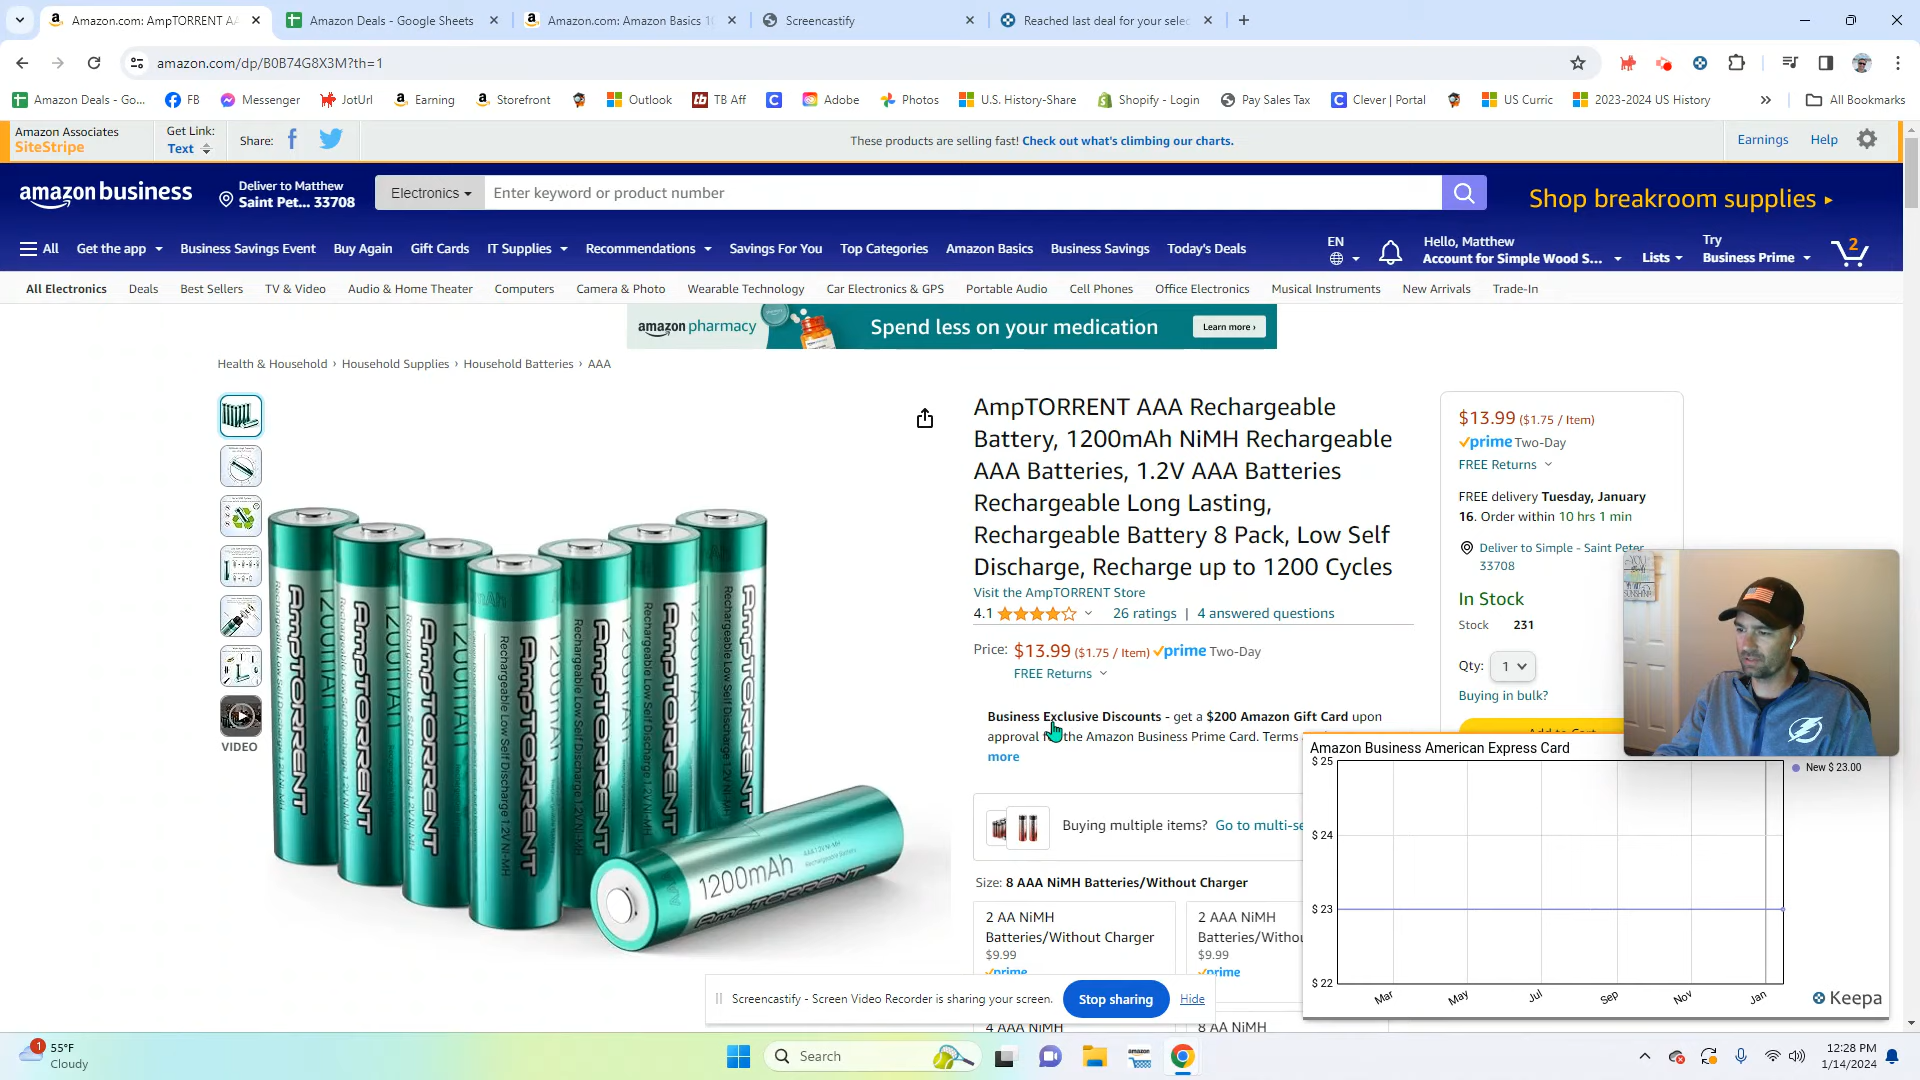 Amazon.com: AmpTORRENT AA
Amazon Deals - Google Sheets
Amazon.com: Amazon Basics 10
Screencastify
Reached last deal for your selec
amazon.com/dp/B0B74G8X3M?th=1
Amazon Deals - Go...
FB
Messenger
JotUrl
Earning
Storefront
Outlook
TB Aff
Adobe
Photos
U.S. History-Share
Shopify - Login
Pay Sales Tax
Clever | Portal
US Curric
2023-2024 US History
All Bookmarks
Amazon Associates
SiteStripe
Get Link:
Text
Share:
These products are selling fast! Check out what's climbing our charts.
Earnings
Help
amazon business
Deliver to Matthew
Saint Pet... 33708
Electronics
Enter keyword or product number
Shop breakroom supplies
All
Get the app
Business Savings Event
Buy Again
Gift Cards
IT Supplies
Recommendations
Savings For You
Top Categories
Amazon Basics
Business Savings
Today's Deals
EN
Hello, Matthew
Account for Simple Wood S...
Lists
Try
Business Prime
2
All Electronics
Deals
Best Sellers
TV & Video
Audio & Home Theater
Computers
Camera & Photo
Wearable Technology
Car Electronics & GPS
Portable Audio
Cell Phones
Office Electronics
Musical Instruments
New Arrivals
Trade-In
amazon pharmacy
Spend less on your medication
Learn more ›
Health & Household › Household Supplies › Household Batteries › AAA
AmpTORRENT AAA Rechargeable
Battery, 1200mAh NiMH Rechargeable
AAA Batteries, 1.2V AAA Batteries
Rechargeable Long Lasting,
Rechargeable Battery 8 Pack, Low Self
Discharge, Recharge up to 1200 Cycles
Visit the AmpTORRENT Store
4.1
26 ratings | 4 answered questions
Price: $13.99 ($1.75 / Item) prime Two-Day
FREE Returns
Business Exclusive Discounts - get a $200 Amazon Gift Card upon
approval f the Amazon Business Prime Card. Terms
more
Buying multiple items? Go to multi-se
Size: 8 AAA NiMH Batteries/Without Charger
2 AA NiMH
Batteries/Without Charger
$9.99
prime
2 AAA NiMH
Batteries/Withou
$9.99
prime
4 AAA NiMH
8 AA NiMH
$13.99 ($1.75 / Item)
prime Two-Day
FREE Returns
FREE delivery Tuesday, January
16. Order within 10 hrs 1 min
Deliver to Simple - Saint Peter
33708
In Stock
Stock 231
Qty: 1
Buying in bulk?
Add to Cart
Amazon Business American Express Card
$ 25
$ 24
$ 23
$ 22
New $ 23.00
Mar
May
Jul
Sep
Nov
Jan
Keepa
VIDEO
AMPTORRENT
1200mAh
AMPTORRENT
Screencastify - Screen Video Recorder is sharing your screen.
Stop sharing
Hide
1
55°F
Cloudy
Search
amazon
12:28 PM
1/14/2024